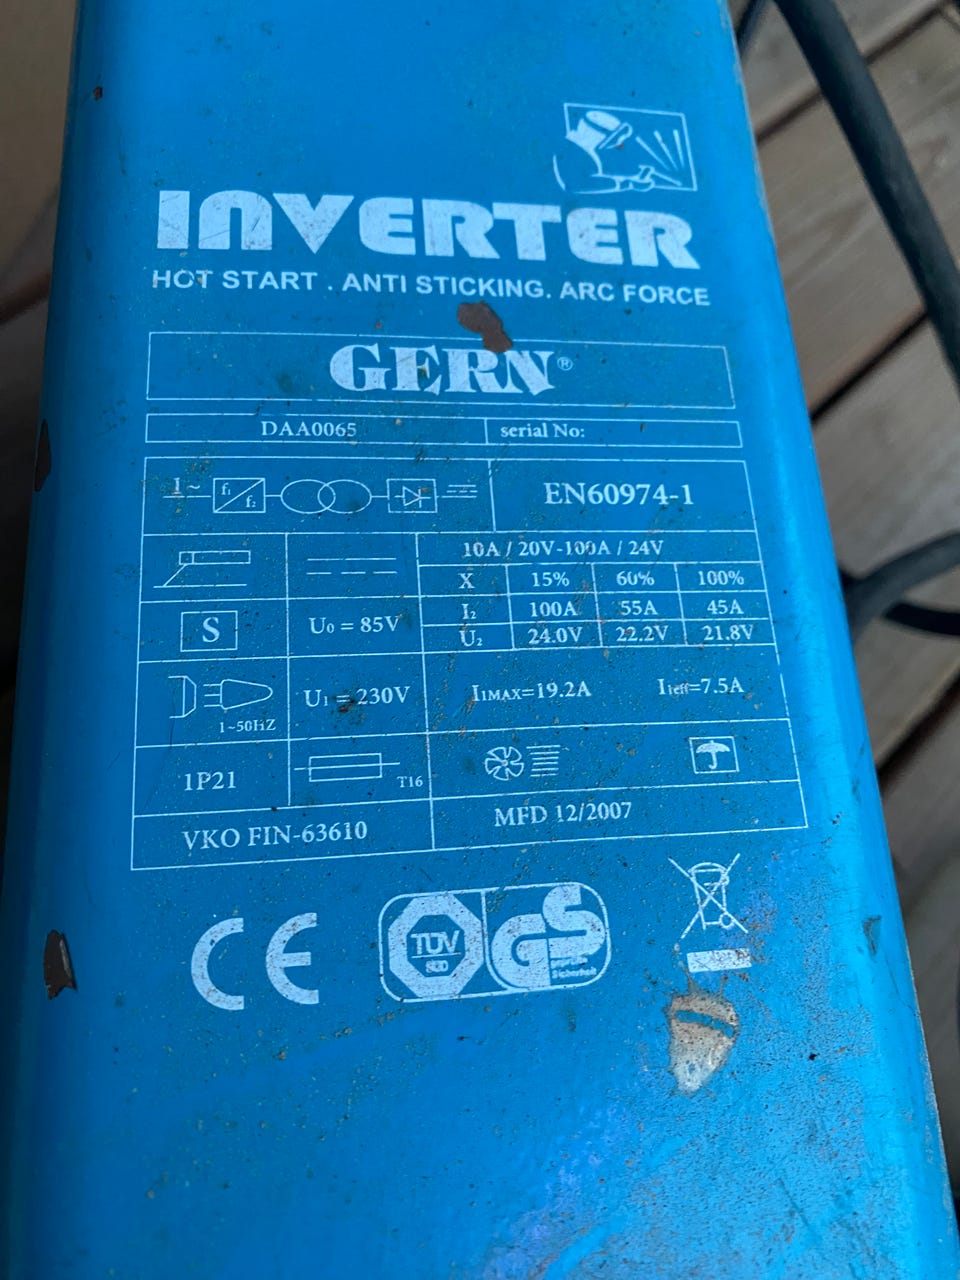 INVERTER
HOT START . ANTI STICKING. ARC FORCE
GERN®
DAA0065 serial No:
1~ f1 f2 EN60974-1
10A / 20V-100A / 24V
X 15% 60% 100%
I2 100A 55A 45A
S U0 = 85V U2 24.0V 22.2V 21.8V
U1 = 230V I1MAX=19.2A I1eff=7.5A
1~50HZ
1P21 T16
VKO FIN-63610 MFD 12/2007
CE TÜV SÜD GS
geprüfte
Sicherheit